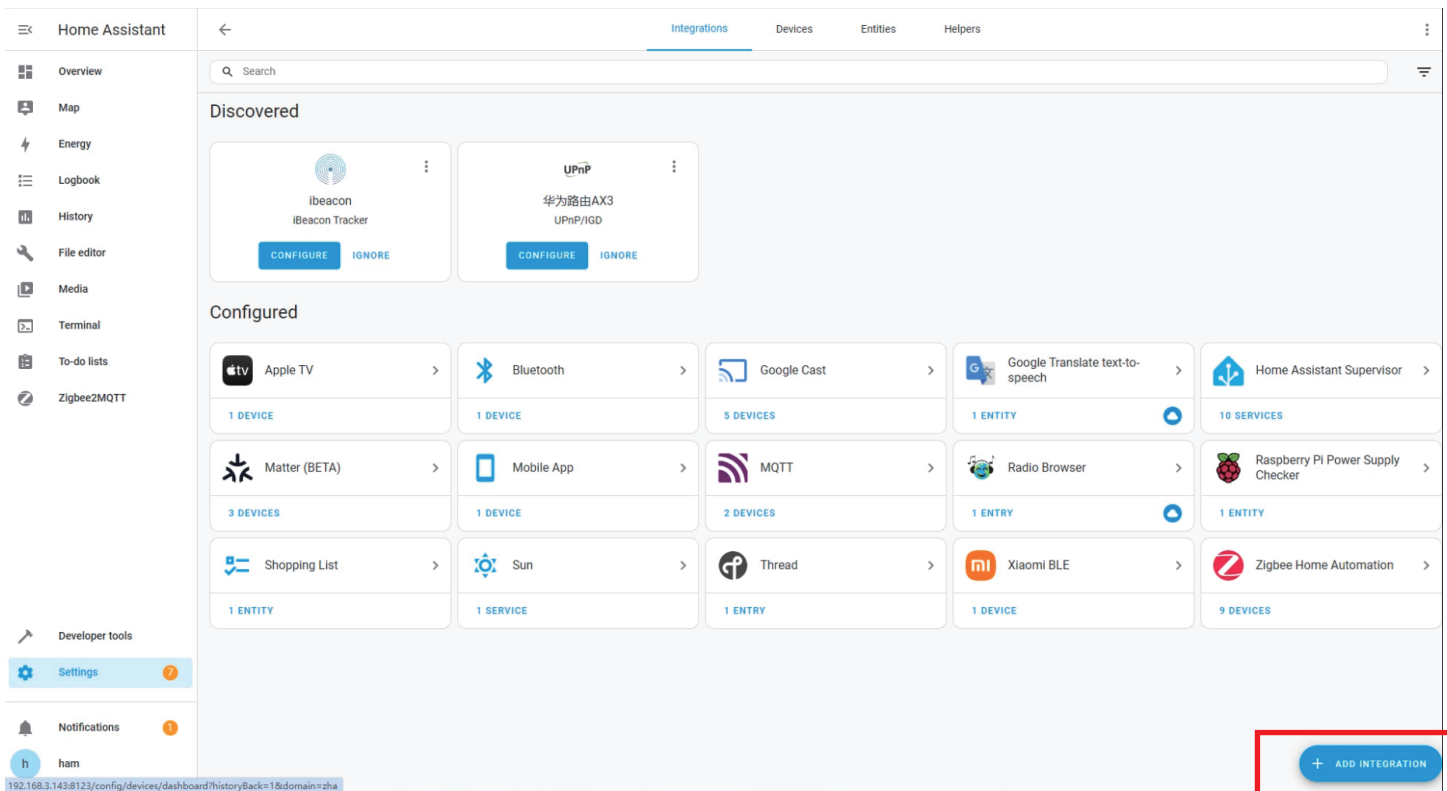 Home Assistant
Integrations
Devices
Entities
Helpers
Overview
Map
Energy
Logbook
History
File editor
Media
Terminal
To-do lists
Zigbee2MQTT
Developer tools
Settings
7
Notifications
1
h
ham
Search
Discovered
ibeacon
iBeacon Tracker
CONFIGURE
IGNORE
UPnP
华为路由AX3
UPnP/IGD
CONFIGURE
IGNORE
Configured
tv
Apple TV
1 DEVICE
Bluetooth
1 DEVICE
Google Cast
5 DEVICES
G
文
Google Translate text-to-
speech
1 ENTITY
Home Assistant Supervisor
10 SERVICES
Matter (BETA)
3 DEVICES
Mobile App
1 DEVICE
MQTT
2 DEVICES
Radio Browser
1 ENTRY
Raspberry Pi Power Supply
Checker
1 ENTITY
Shopping List
1 ENTITY
Sun
1 SERVICE
Thread
1 ENTRY
mi
Xiaomi BLE
1 DEVICE
Zigbee Home Automation
9 DEVICES
ADD INTEGRATION
192.168.3.143:8123/config/devices/dashboard?historyBack=1&domain=zha